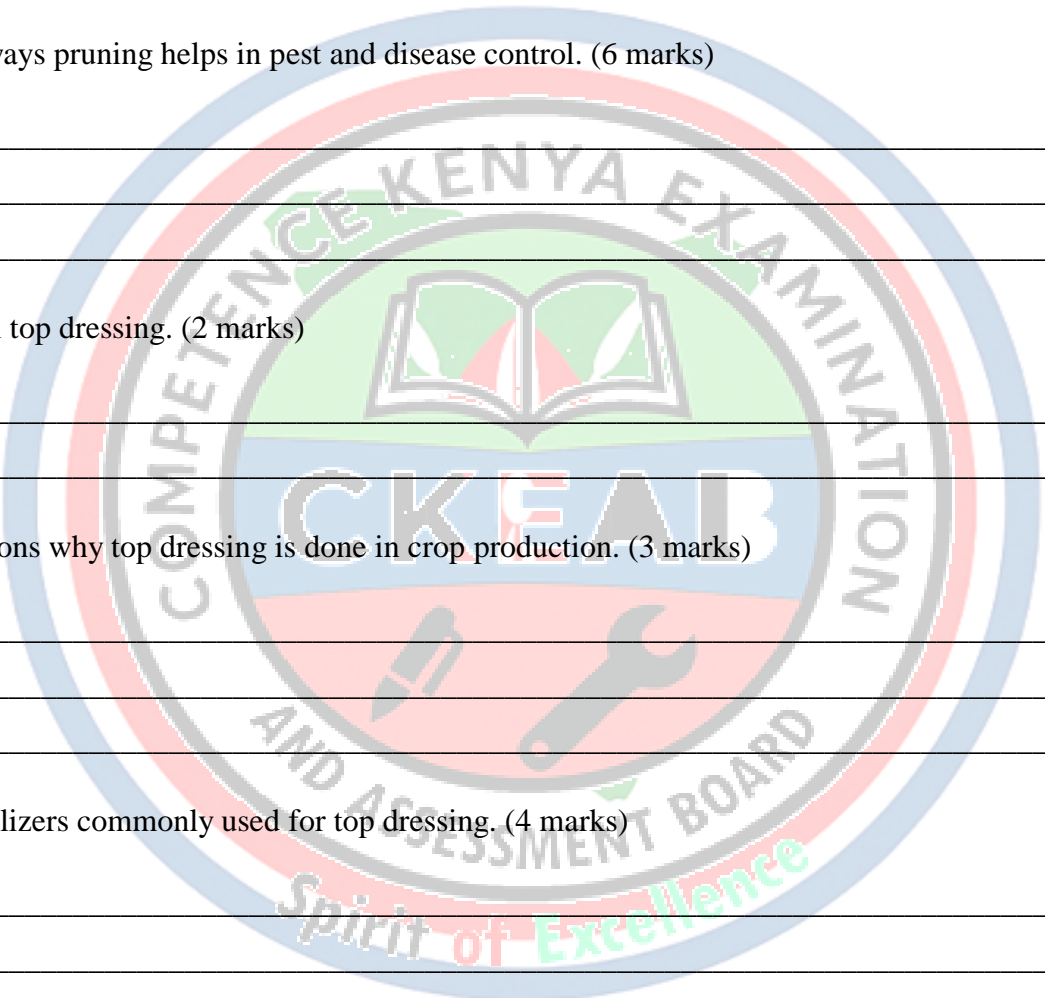 ways pruning helps in pest and disease control. (6 marks)
top dressing. (2 marks)
ons why top dressing is done in crop production. (3 marks)
lizers commonly used for top dressing. (4 marks)
COMPETENCE KENYA EXAMINATION
CKEAB
AND ASSESSMENT BOARD
Spirit of Excellence